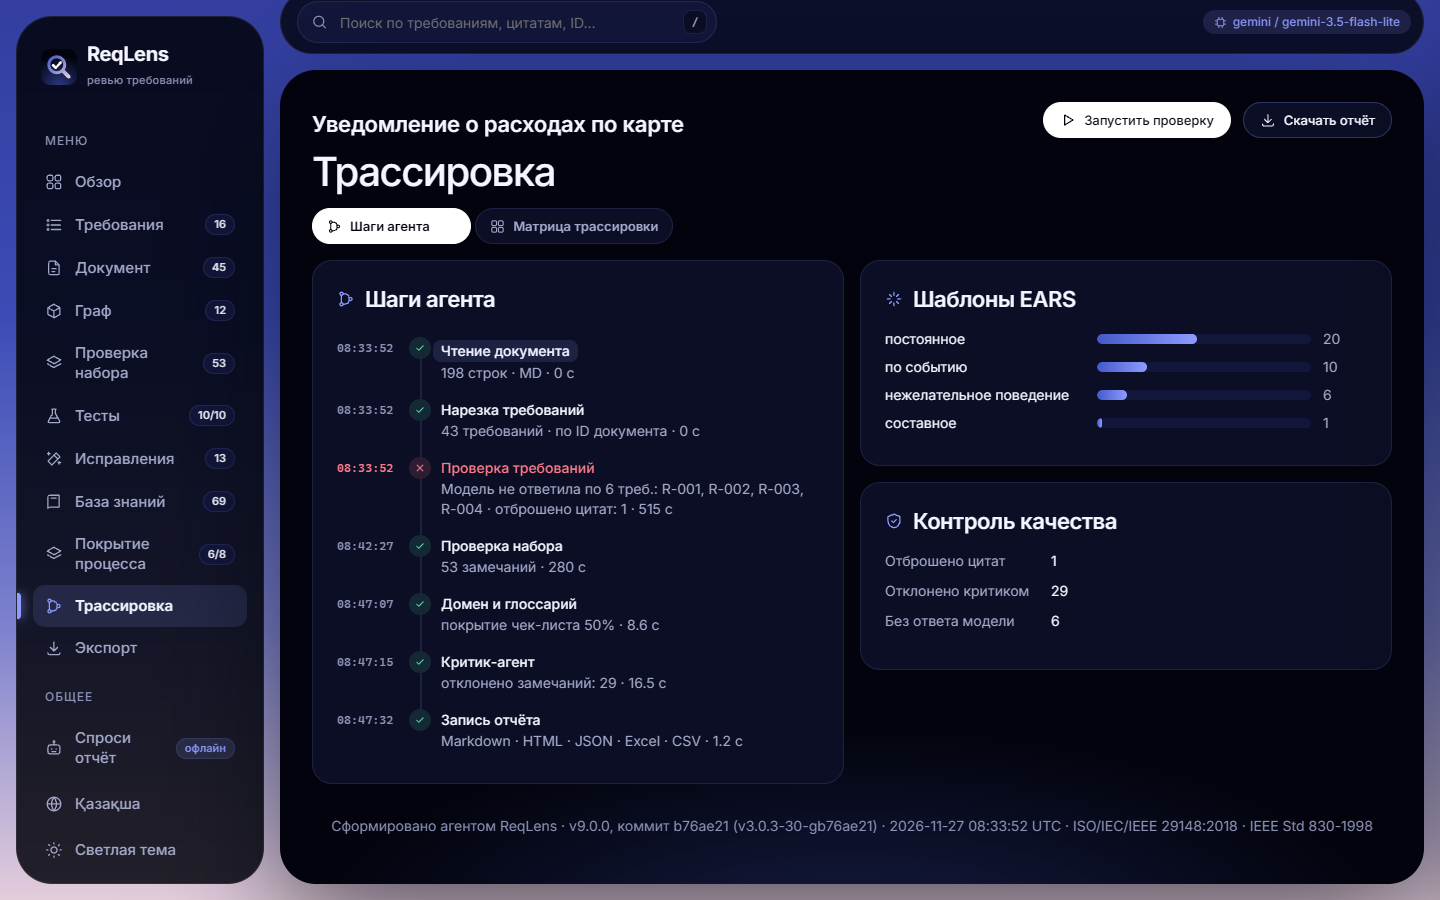 ReqLens
ревью требований
МЕНЮ
Обзор
Требования 16
Документ 45
Граф 12
Проверка
набора 53
Тесты 10/10
Исправления 13
База знаний 69
Покрытие
процесса 6/8
Трассировка
Экспорт
ОБЩЕЕ
Спроси
отчёт офлайн
Қазақша
Светлая тема
Поиск по требованиям, цитатам, ID... /
gemini / gemini-3.5-flash-lite
Уведомление о расходах по карте
Запустить проверку
Скачать отчёт
Трассировка
Шаги агента
Матрица трассировки
Шаги агента
08:33:52 Чтение документа
198 строк · MD · 0 с
08:33:52 Нарезка требований
43 требований · по ID документа · 0 с
08:33:52 Проверка требований
Модель не ответила по 6 треб.: R-001, R-002, R-003,
R-004 · отброшено цитат: 1 · 515 с
08:42:27 Проверка набора
53 замечаний · 280 с
08:47:07 Домен и глоссарий
покрытие чек-листа 50% · 8.6 с
08:47:15 Критик-агент
отклонено замечаний: 29 · 16.5 с
08:47:32 Запись отчёта
Markdown · HTML · JSON · Excel · CSV · 1.2 с
Шаблоны EARS
постоянное 20
по событию 10
нежелательное поведение 6
составное 1
Контроль качества
Отброшено цитат 1
Отклонено критиком 29
Без ответа модели 6
Сформировано агентом ReqLens · v9.0.0, коммит b76ae21 (v3.0.3-30-gb76ae21) · 2026-11-27 08:33:52 UTC · ISO/IEC/IEEE 29148:2018 · IEEE Std 830-1998